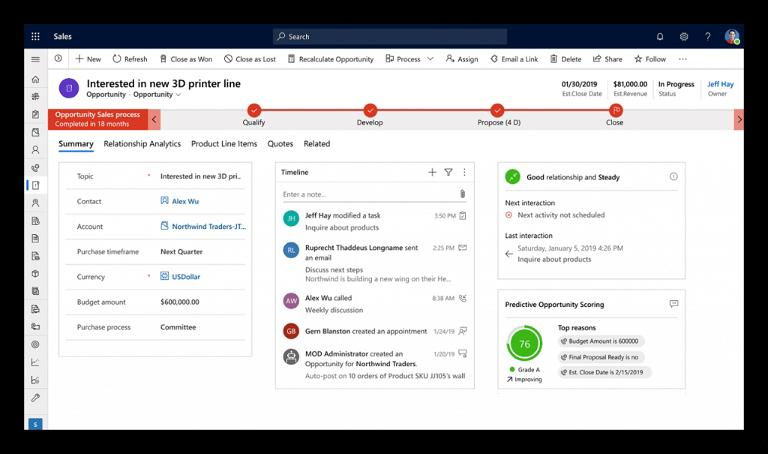 Sales
Search
New Refresh Close as Won Close as Lost Recalculate Opportunity Process Assign Email a Link Delete Share Follow ...
Interested in new 3D printer line
Opportunity · Opportunity
01/30/2019 $81,000.00 In Progress Jeff Hay
Est.Close Date Est.Revenue Status Owner
Opportunity Sales process
Completed in 18 months
Qualify Develop Propose (4 D) Close
Summary Relationship Analytics Product Line Items Quotes Related
Topic * Interested in new 3D pri..
Contact Alex Wu
Account Northwind Traders-JT...
Purchase timeframe Next Quarter
Currency * USDollar
Budget amount $600,000.00
Purchase process Committee
Timeline
Enter a note...
JH Jeff Hay modified a task 3:50 PM
Inquire about products
RL Ruprecht Thaddeus Longname sent 2:25 PM
an email
Discuss next steps
Northwind is building a new wing on their He...
AW Alex Wu called 8:38 AM
Weekly discussion
GB Gern Blanston created an appointment 1/24/19
MOD Administrator created an 1/20/19
Opportunity for Northwind Traders.
Auto-post on 10 orders of Product SKU JJ105's wall
Good relationship and Steady
Next interaction
Next activity not scheduled
Last interaction
Saturday, January 5, 2019 4:26 PM
Inquire about products
Predictive Opportunity Scoring
76
Grade A
Improving
Top reasons
Budget Amount is 600000
Final Proposal Ready is no
Est. Close Date is 2/15/2019
S